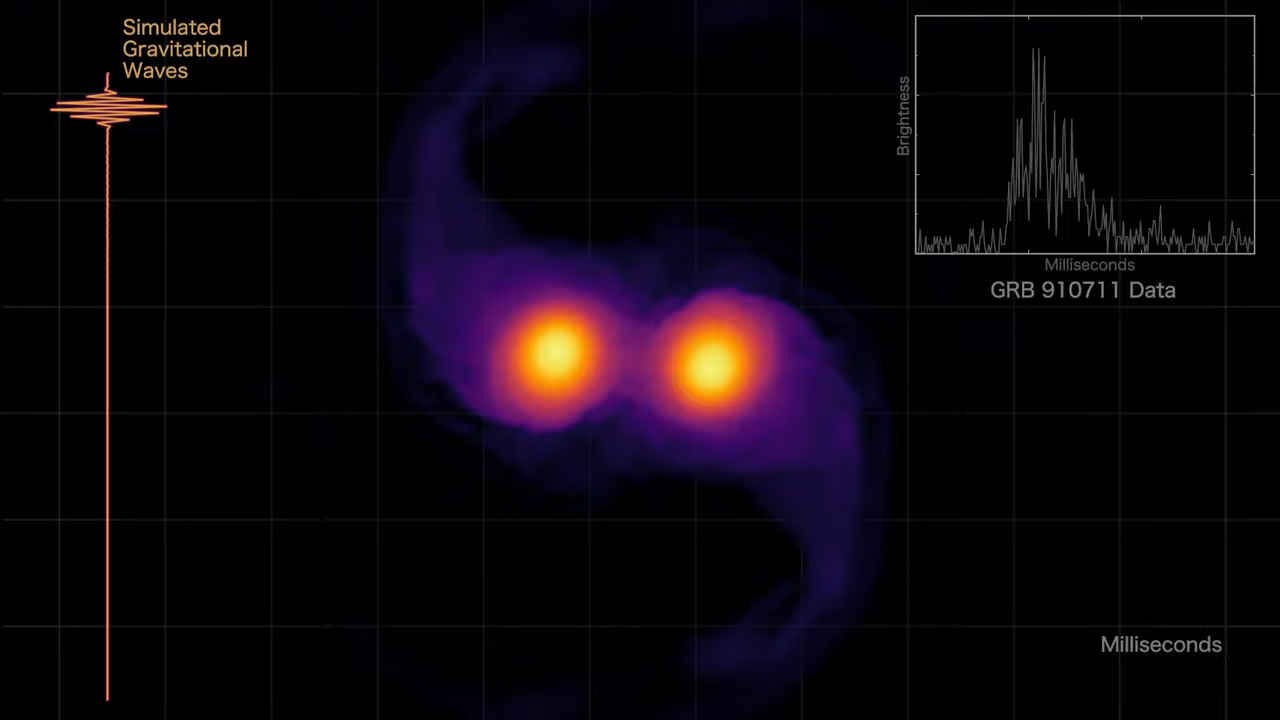 Simulated
Gravitational
Waves
Brightness
Milliseconds
GRB 910711 Data
Milliseconds